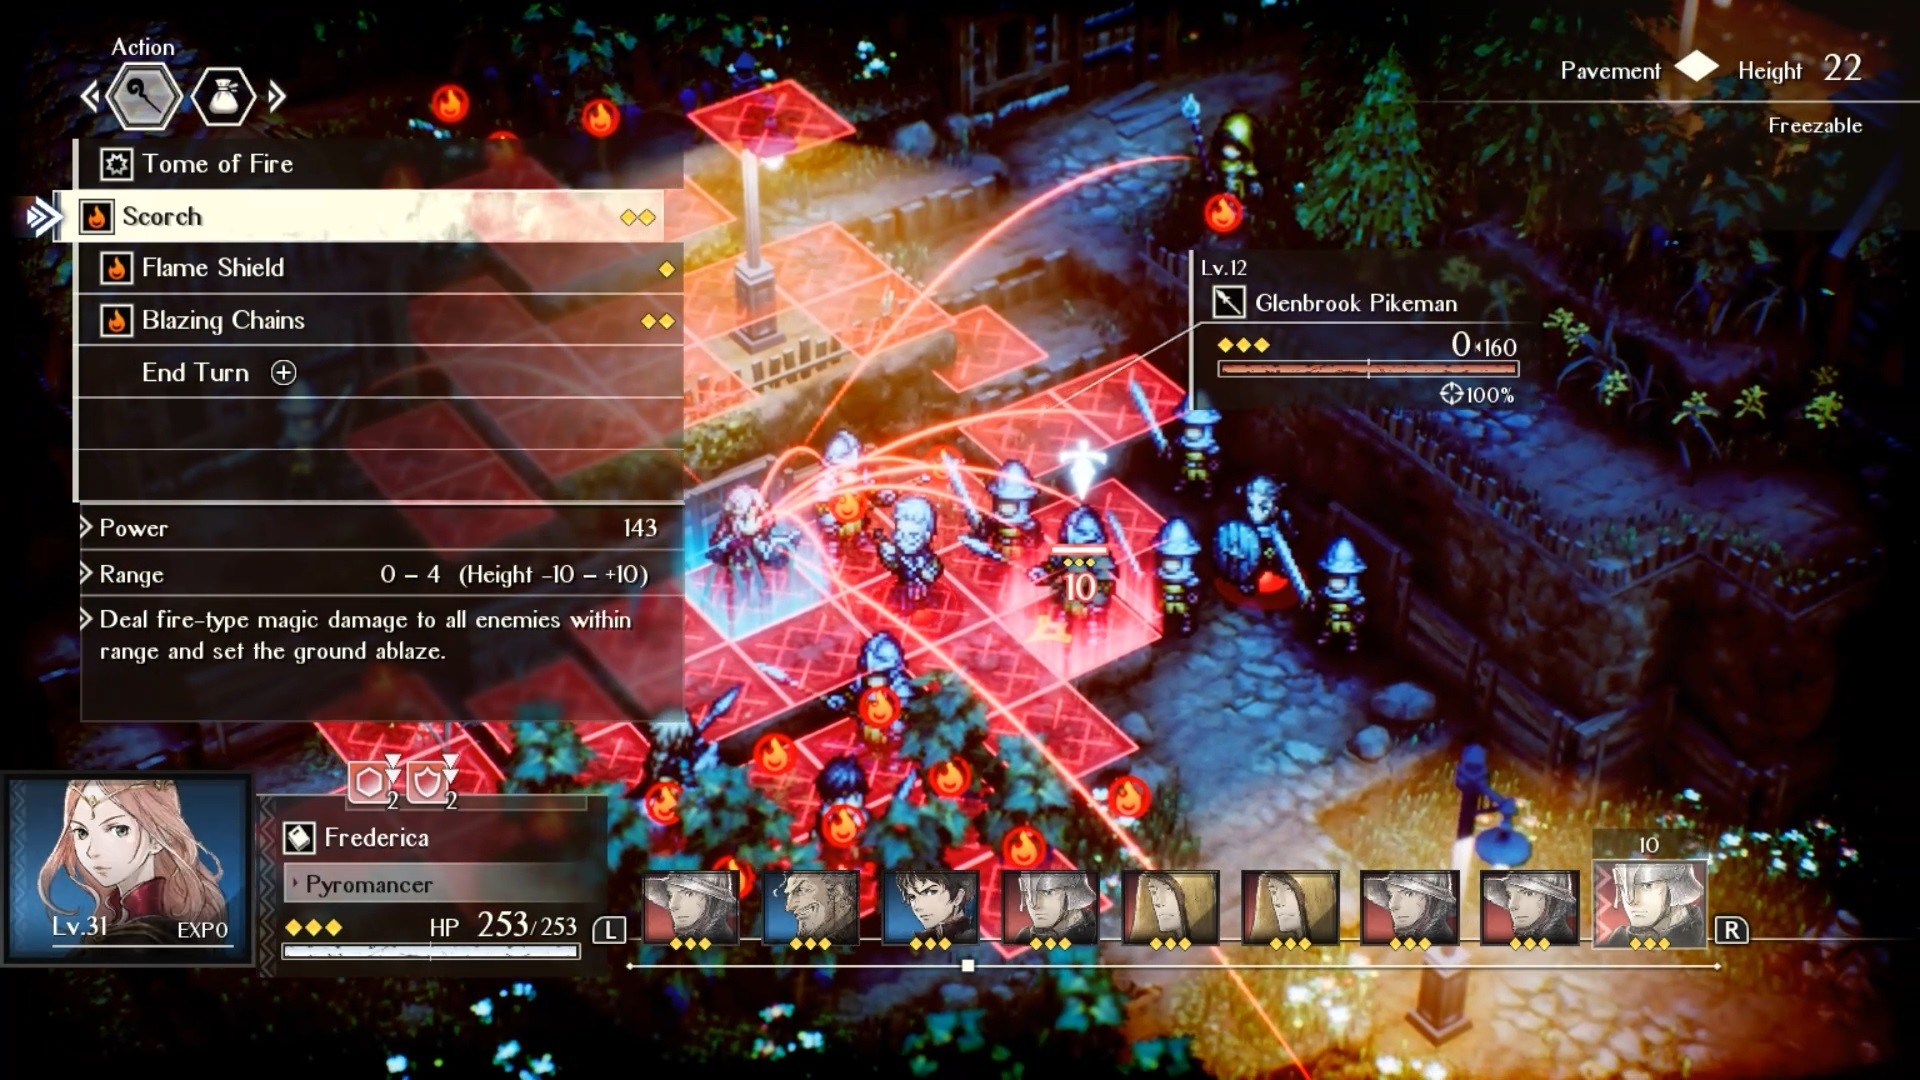 Action
Pavement Height 22
Freezable
Tome of Fire
Scorch
Flame Shield
Blazing Chains
End Turn
Power 143
Range 0 – 4 (Height -10 – +10)
Deal fire-type magic damage to all enemies within
range and set the ground ablaze.
Lv.12
Glenbrook Pikeman
0 160
100%
10
2 2
Frederica
Pyromancer
Lv.31 EXP0
HP 253/253
L
10
R